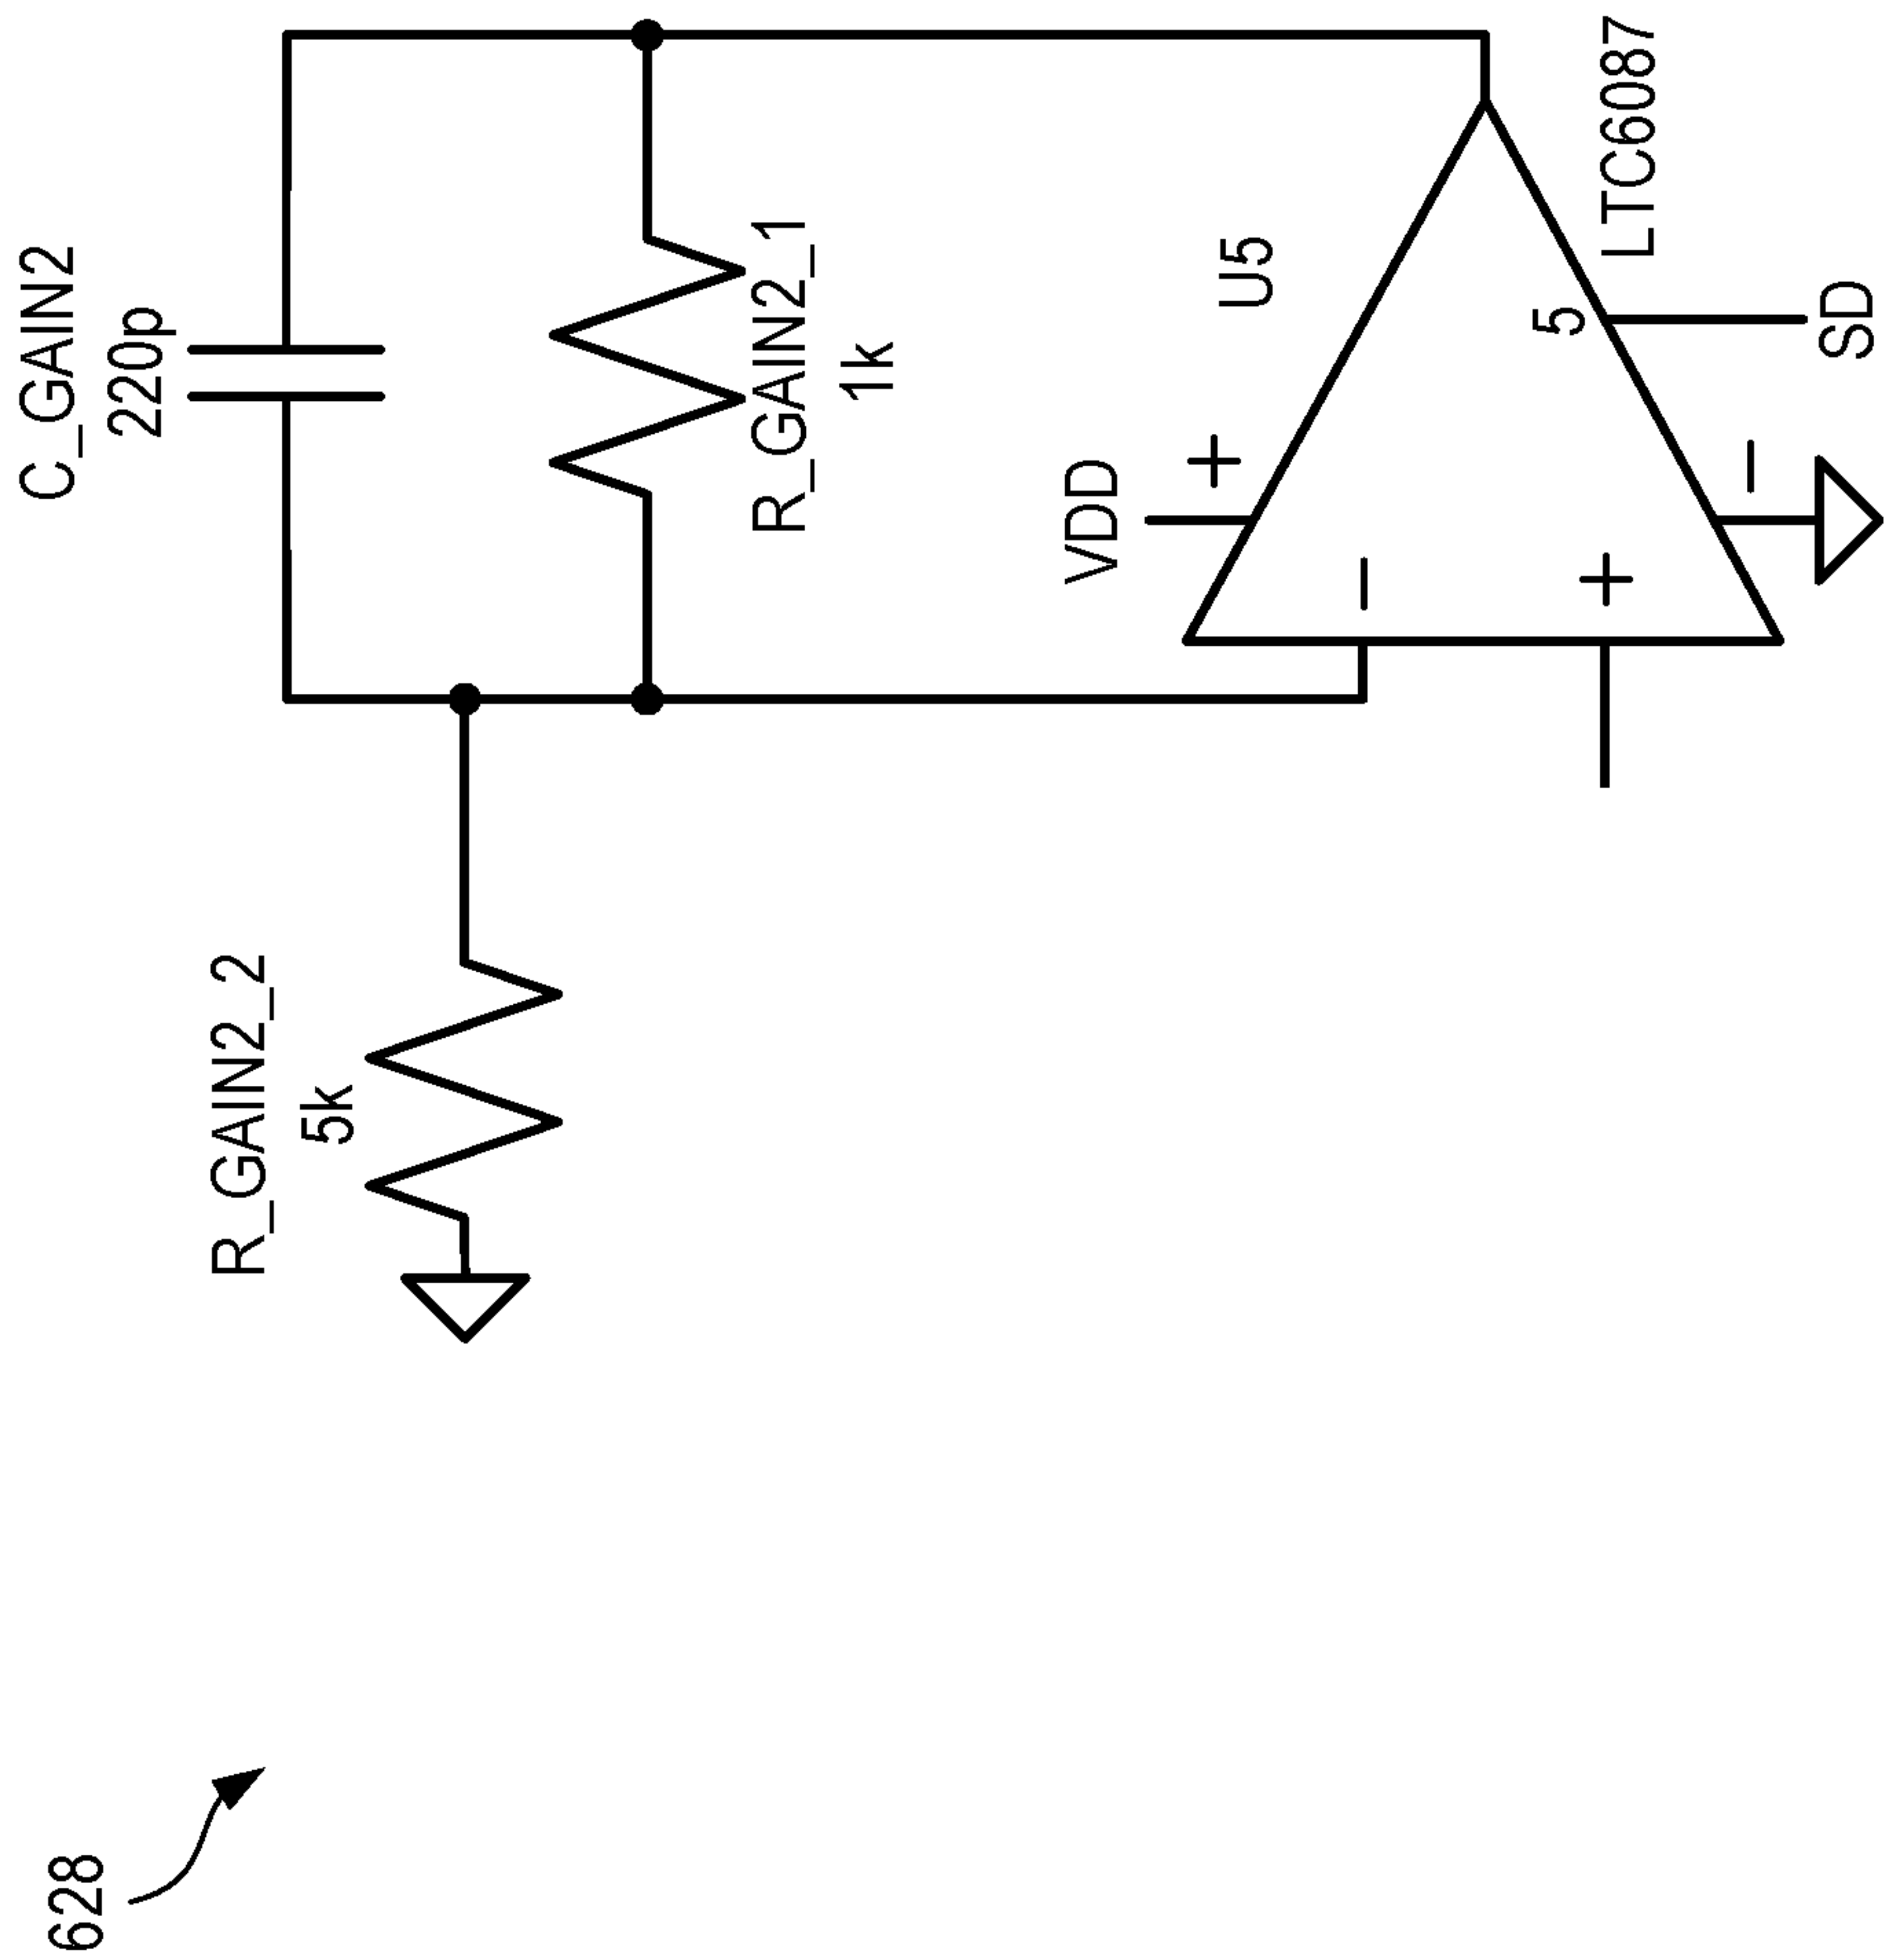 628
R_GAIN2_2
5k
C_GAIN2
220p
R_GAIN2_1
1k
VDD
+
U5
−
+
5
LTC6087
−
SD